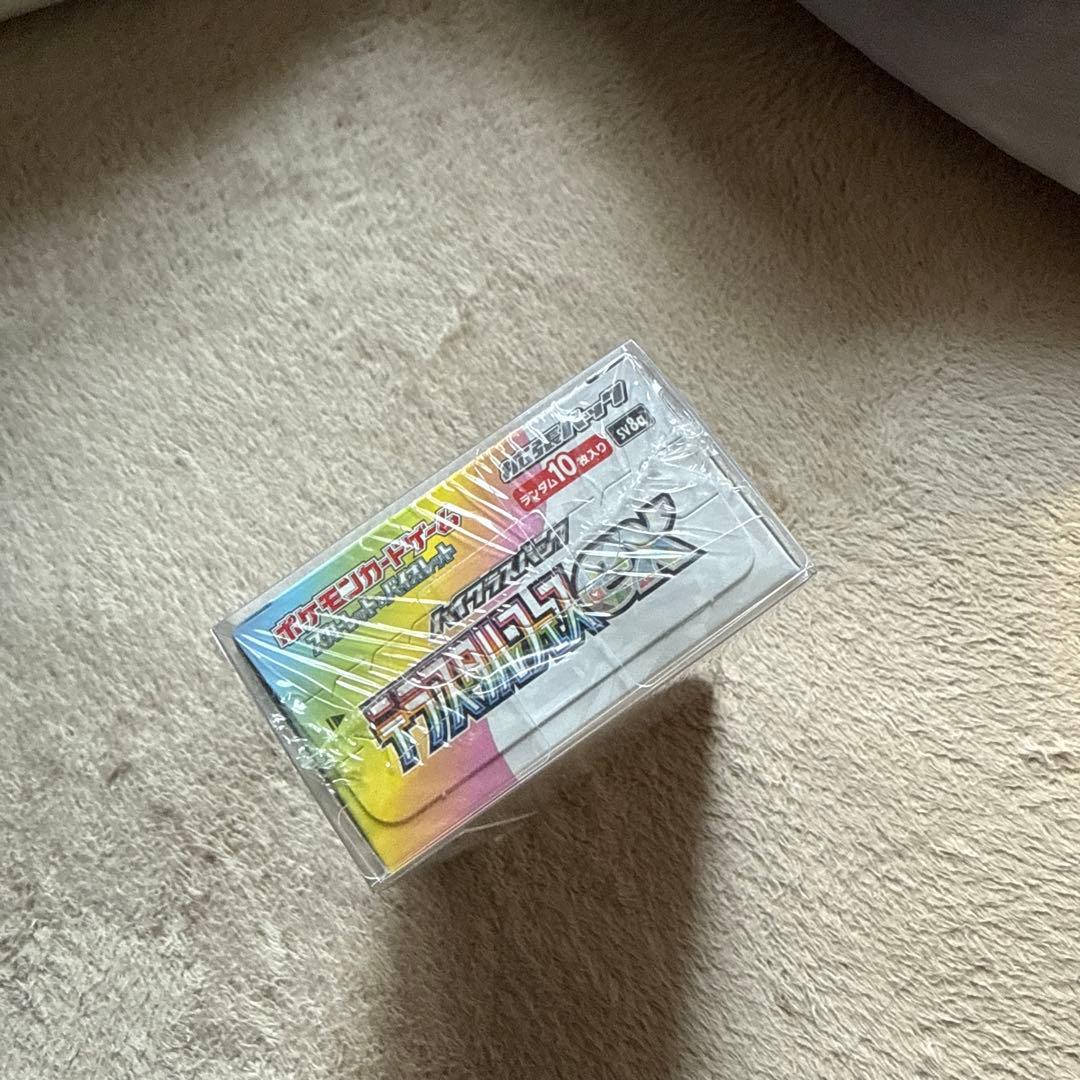 ポケモンカードゲーム
スカーレット&バイオレット
拡張パック
ランダム10枚入り
sv8a
ハイクラスパック
テラスタルフェスex